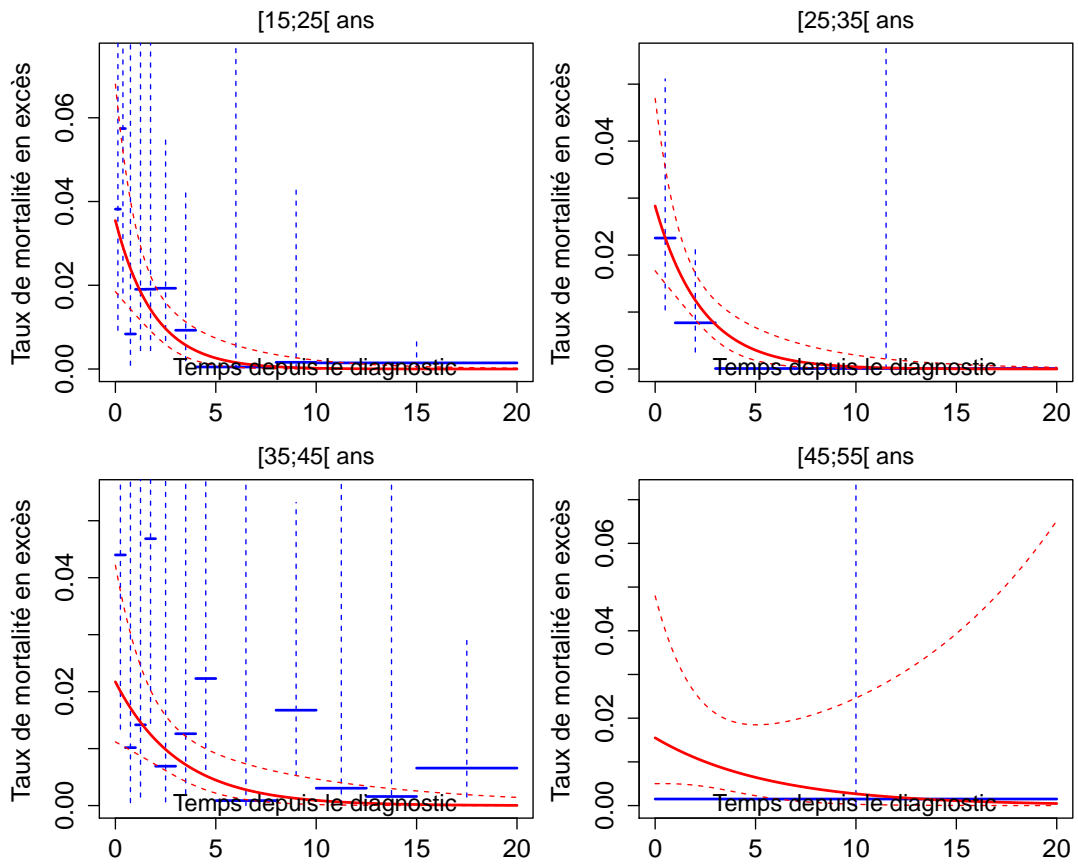 [15;25[ ans
[25;35[ ans
Taux de mortalité en excès
0.00 0.02 0.04 0.06
Temps depuis le diagnostic
0 5 10 15 20
Taux de mortalité en excès
0.00 0.02 0.04
Temps depuis le diagnostic
0 5 10 15 20
[35;45[ ans
[45;55[ ans
Taux de mortalité en excès
0.00 0.02 0.04
Temps depuis le diagnostic
0 5 10 15 20
Taux de mortalité en excès
0.00 0.02 0.04 0.06
Temps depuis le diagnostic
0 5 10 15 20